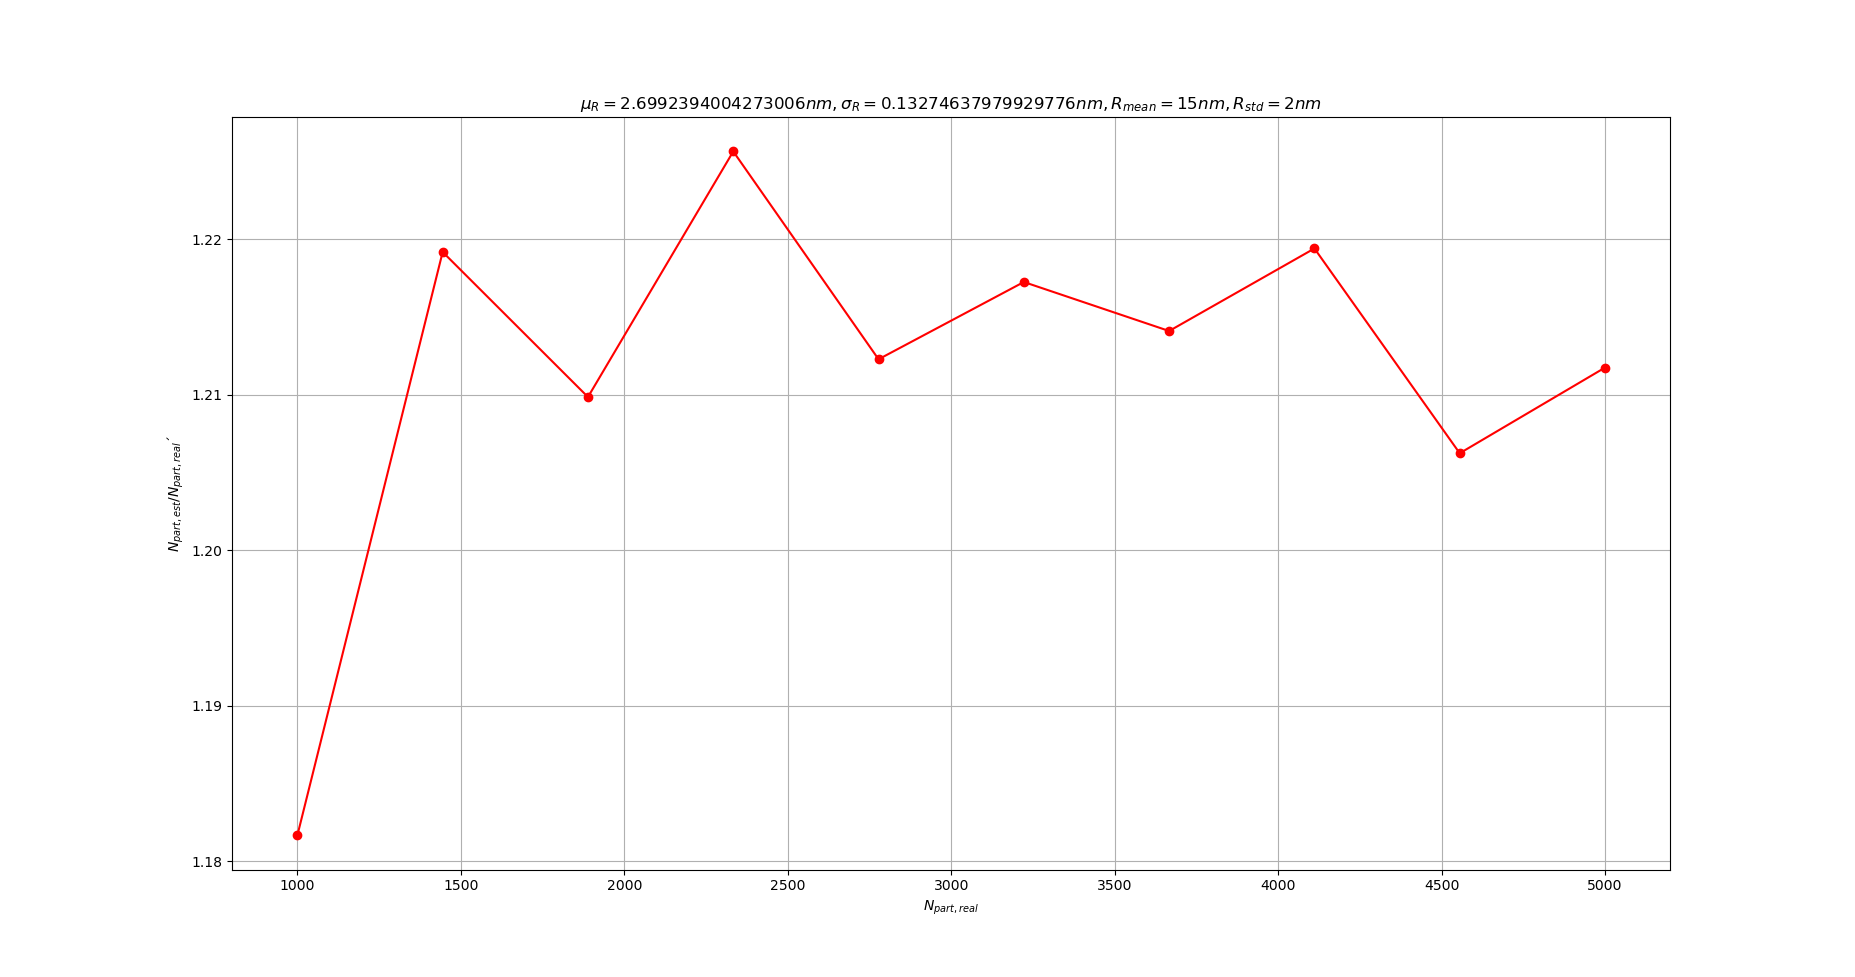 μ_R = 2.6992394004273006nm, σ_R = 0.13274637979929776nm, R_mean = 15nm, R_std = 2nm
N_part,est/N_part,real´
1.22
1.21
1.20
1.19
1.18
1000 1500 2000 2500 3000 3500 4000 4500 5000
N_part,real